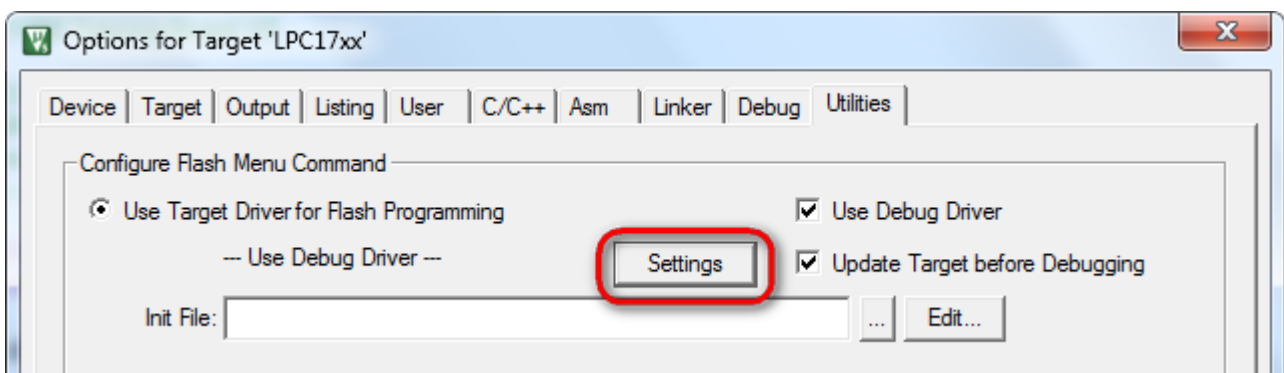 Options for Target 'LPC17xx'
Device Target Output Listing User C/C++ Asm Linker Debug Utilities
Configure Flash Menu Command
Use Target Driver for Flash Programming Use Debug Driver
--- Use Debug Driver --- Settings Update Target before Debugging
Init File: ... Edit...